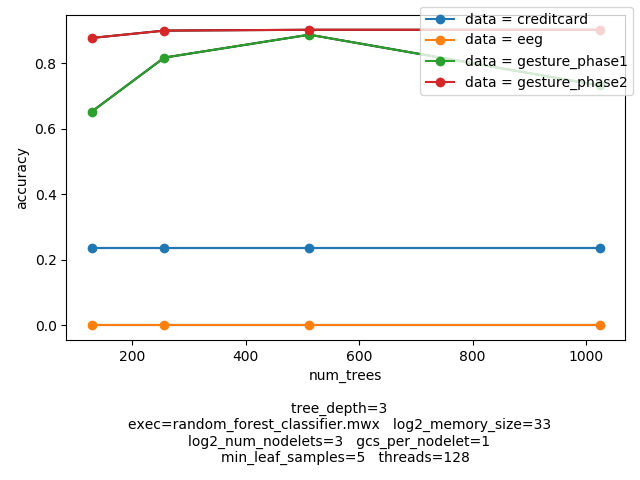 data = creditcard
data = eeg
data = gesture_phase1
data = gesture_phase2
accuracy
0.8
0.6
0.4
0.2
0.0
200 400 600 800 1000
num_trees
tree_depth=3
exec=random_forest_classifier.mwx log2_memory_size=33
log2_num_nodelets=3 gcs_per_nodelet=1
min_leaf_samples=5 threads=128